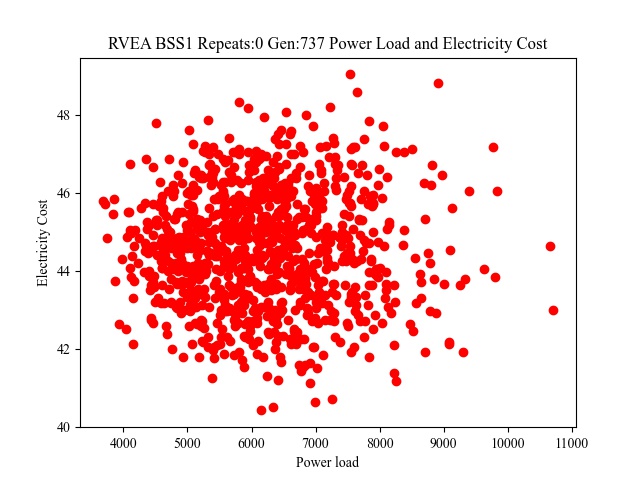 RVEA BSS1 Repeats:0 Gen:737 Power Load and Electricity Cost
48
46
44
42
40
Electricity Cost
4000 5000 6000 7000 8000 9000 10000 11000
Power load